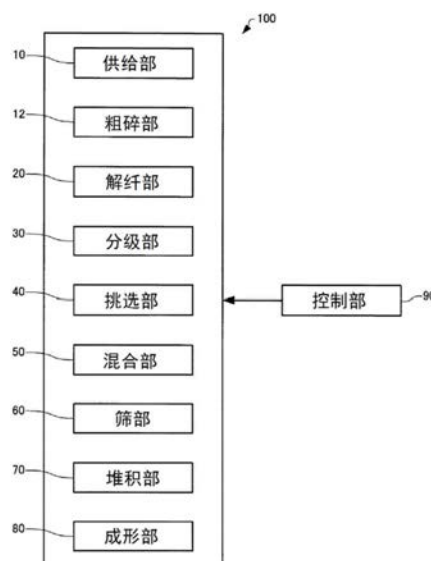 100
10 供给部
12 粗碎部
20 解纤部
30 分级部
40 挑选部 控制部 90
50 混合部
60 筛部
70 堆积部
80 成形部